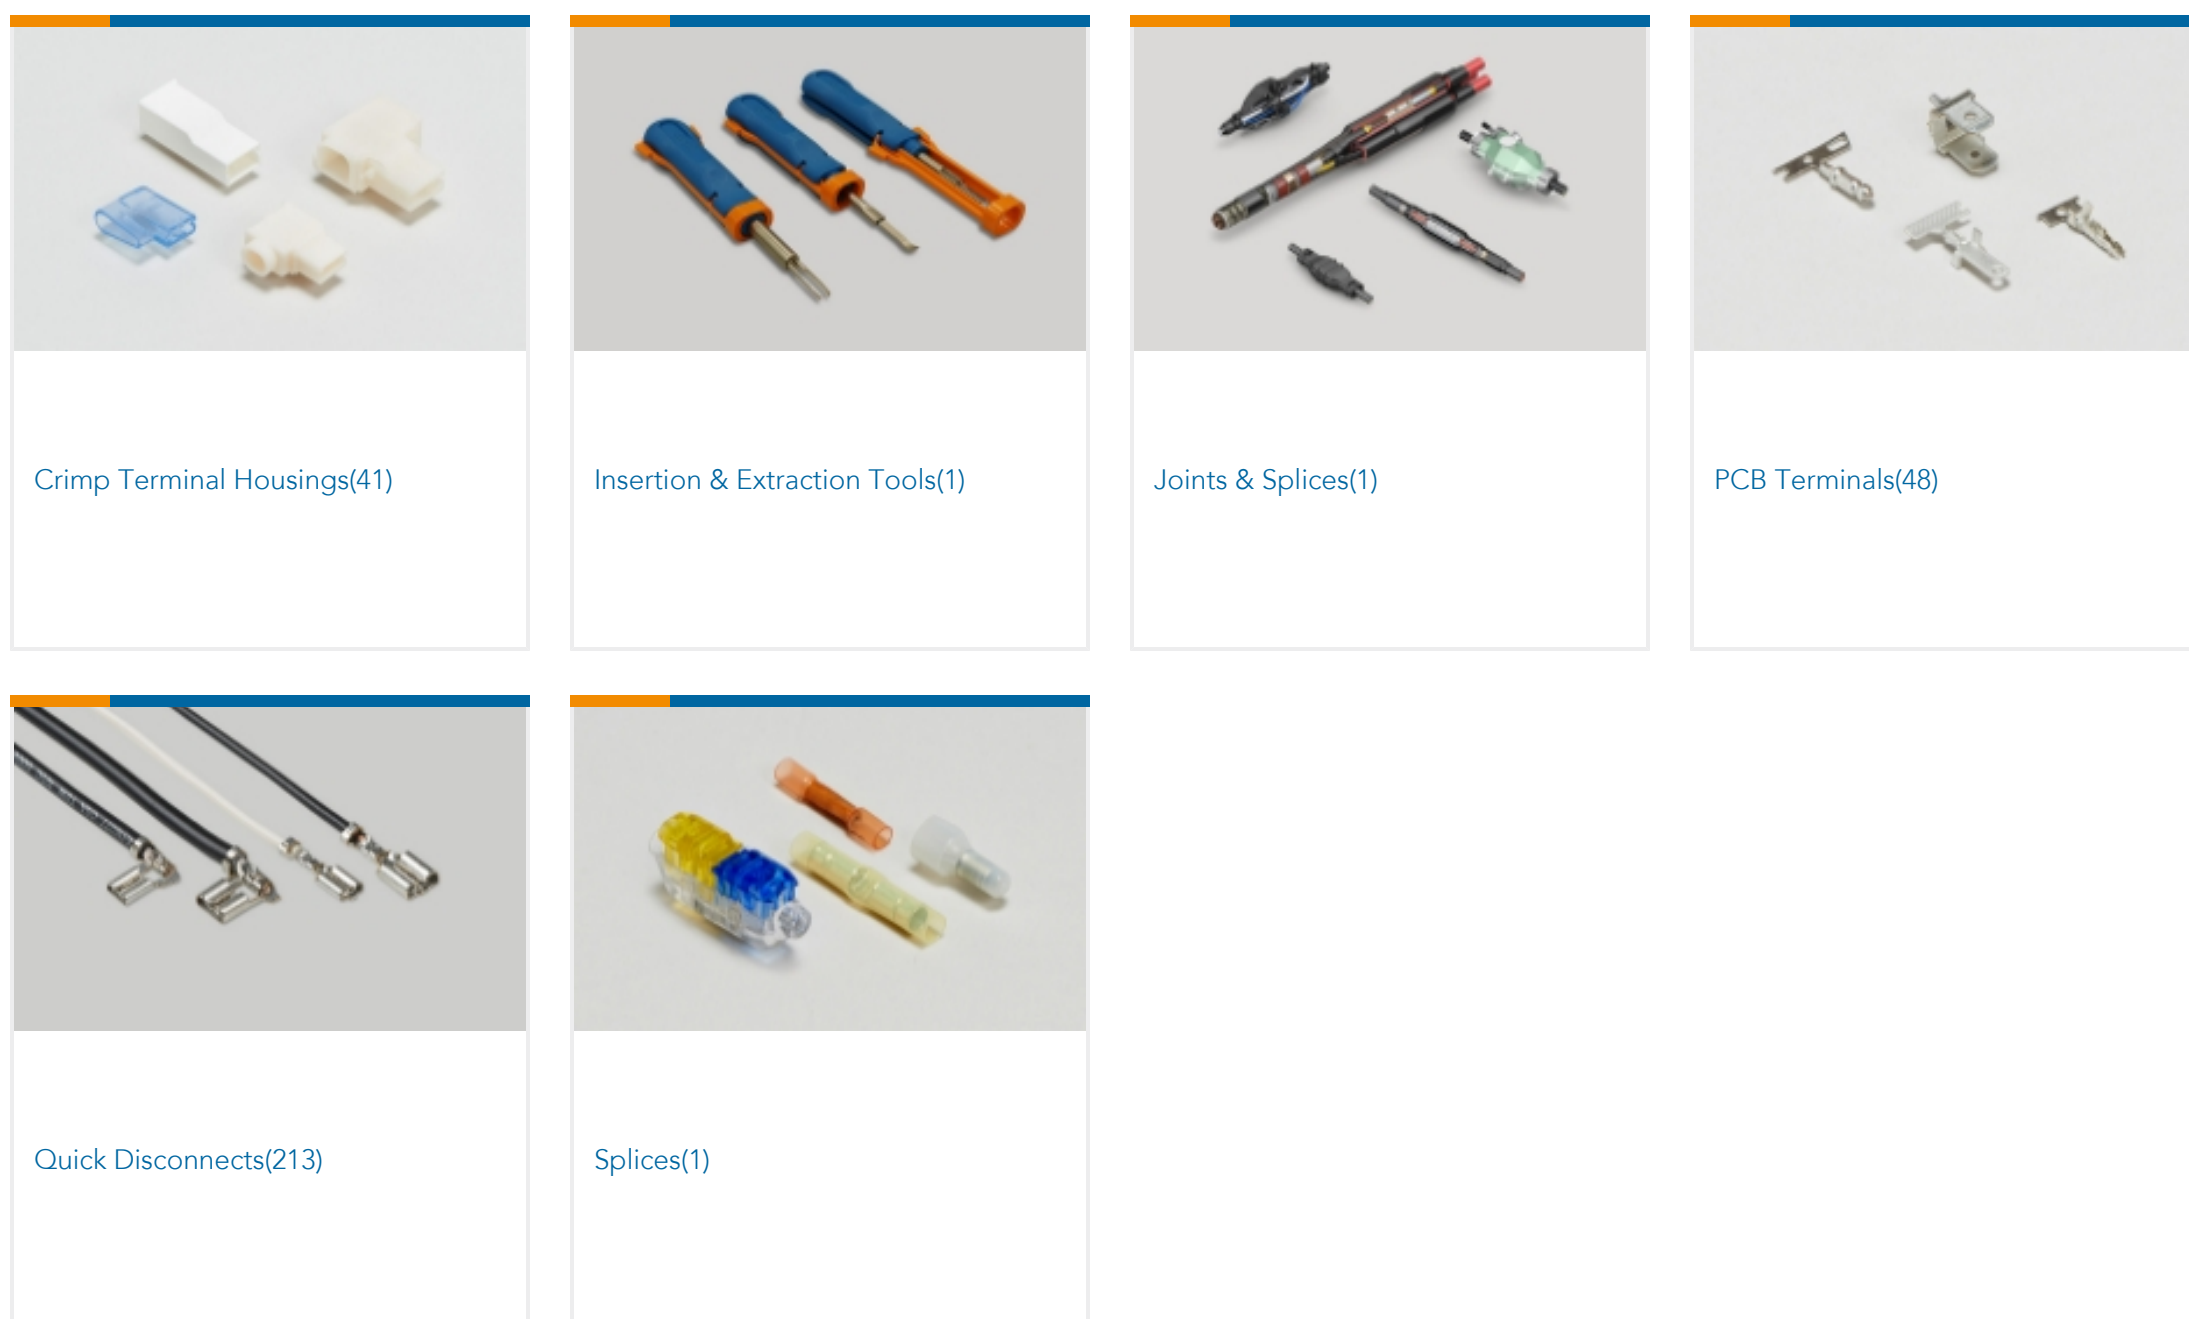 Crimp Terminal Housings(41)
Insertion & Extraction Tools(1)
Joints & Splices(1)
PCB Terminals(48)
Quick Disconnects(213)
Splices(1)